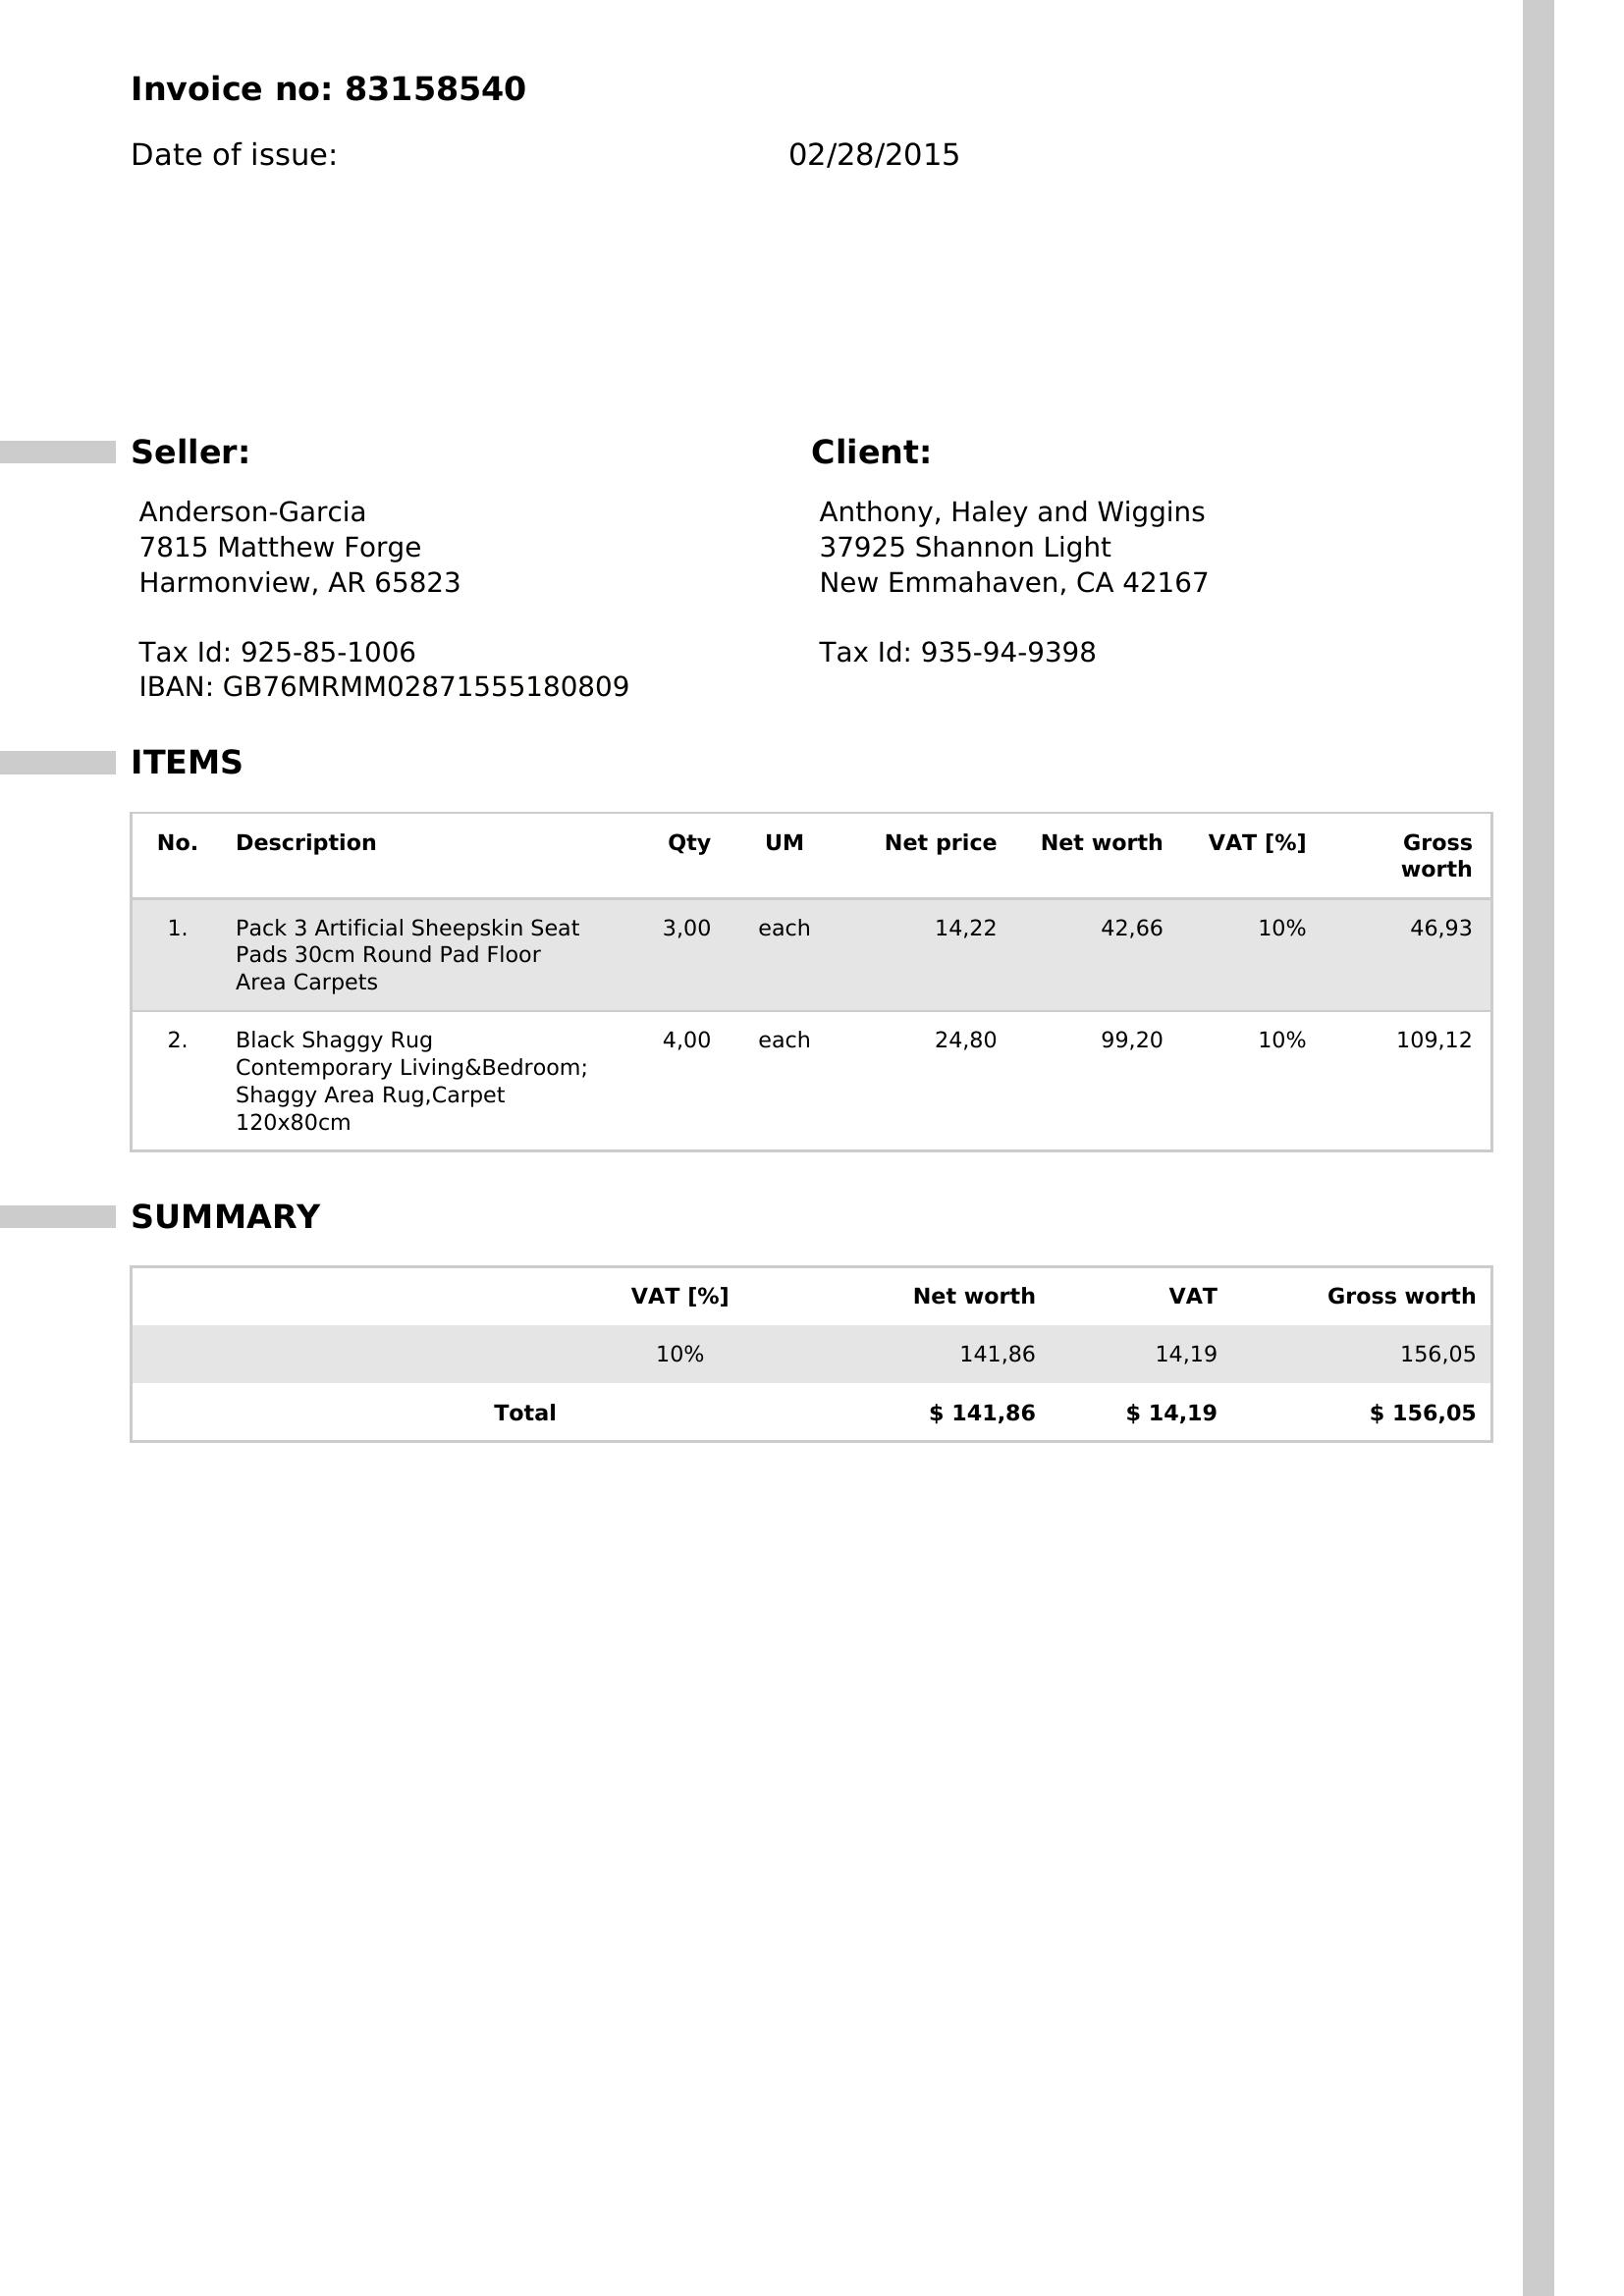 Invoice no: 83158540
Date of issue: 02/28/2015
Seller:
Anderson-Garcia
7815 Matthew Forge
Harmonview, AR 65823
Tax Id: 925-85-1006
IBAN: GB76MRMM02871555180809
Client:
Anthony, Haley and Wiggins
37925 Shannon Light
New Emmahaven, CA 42167
Tax Id: 935-94-9398
ITEMS
No. Description Qty UM Net price Net worth VAT [%] Gross
worth
1. Pack 3 Artificial Sheepskin Seat 3,00 each 14,22 42,66 10% 46,93
Pads 30cm Round Pad Floor
Area Carpets
2. Black Shaggy Rug 4,00 each 24,80 99,20 10% 109,12
Contemporary Living&Bedroom;
Shaggy Area Rug,Carpet
120x80cm
SUMMARY
VAT [%] Net worth VAT Gross worth
10% 141,86 14,19 156,05
Total $ 141,86 $ 14,19 $ 156,05